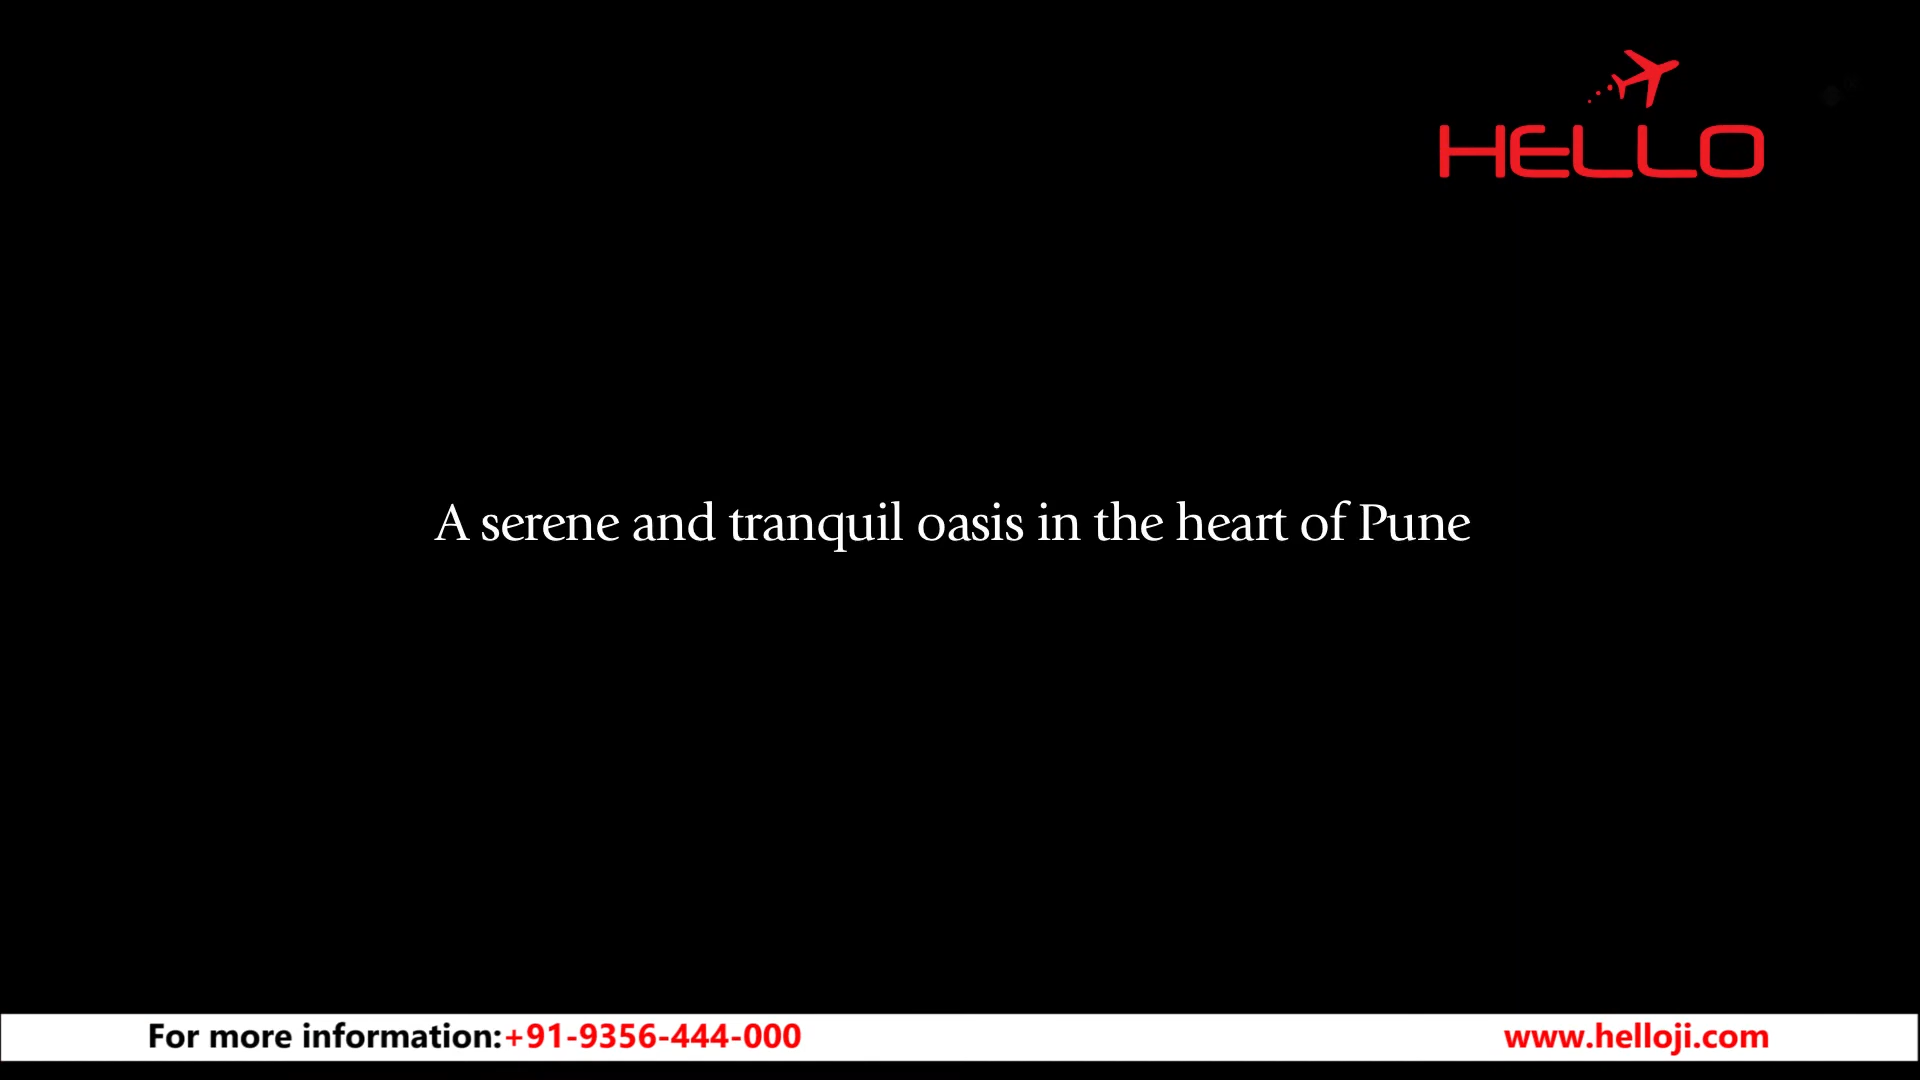 HELLO
A serene and tranquil oasis in the heart of Pune
For more information:+91-9356-444-000
www.helloji.com